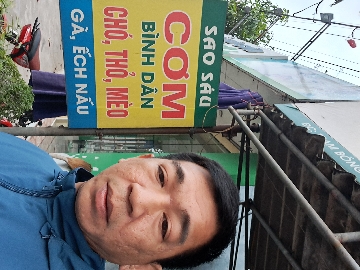 SAO SÁU
CƠM
BÌNH DÂN
CHÓ, THỎ, MÈO
GÀ, ẾCH NẤU